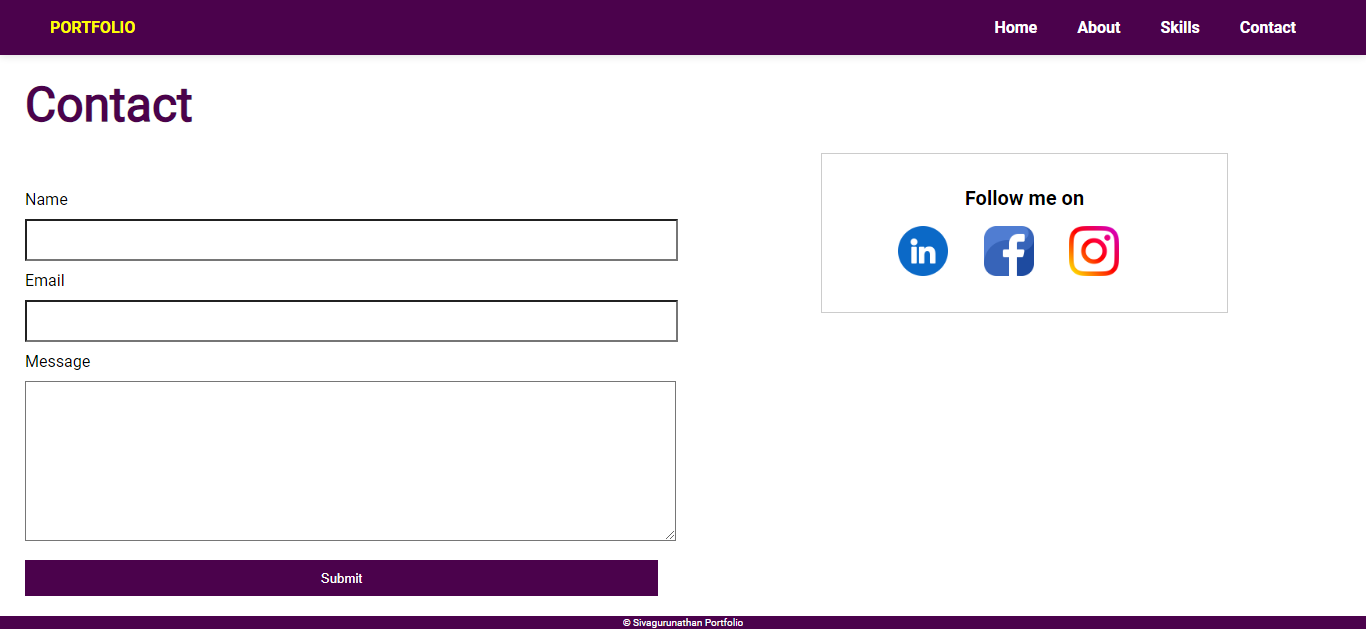 PORTFOLIO Home About Skills Contact
Contact
Name
Email
Message
Submit
Follow me on
in f
© Sivagurunathan Portfolio